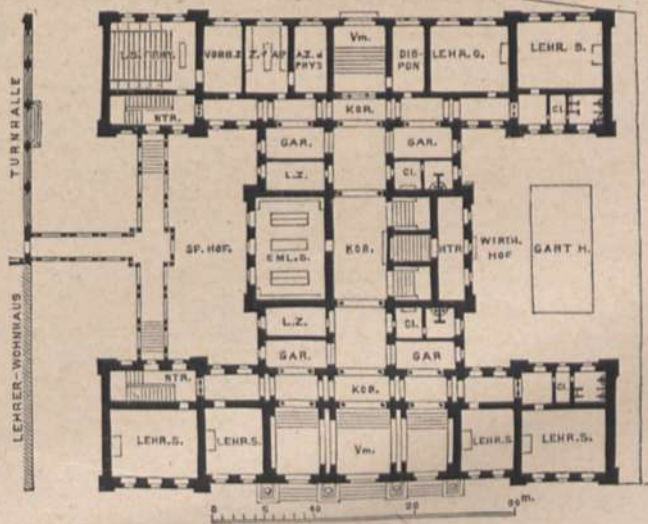 Vm.
VORB.Z.
DIS-
PON
LEHR.G.
LEHR.B.
KOR.
NTR.
CL.
TURNHALLE
GAR.
GAR.
L.Z.
Cl.
SP. HOF.
KOR.
NTR
WIRTH.
HOF
GART H.
L.Z.
Cl.
LEHRER-WOHNHAUS
GAR.
GAR
NTR.
KOR.
Cl.
LEHR.S.
LEHR.S.
Vm.
LEHR.S
LEHR.S.
0
5
10
20
30 m.